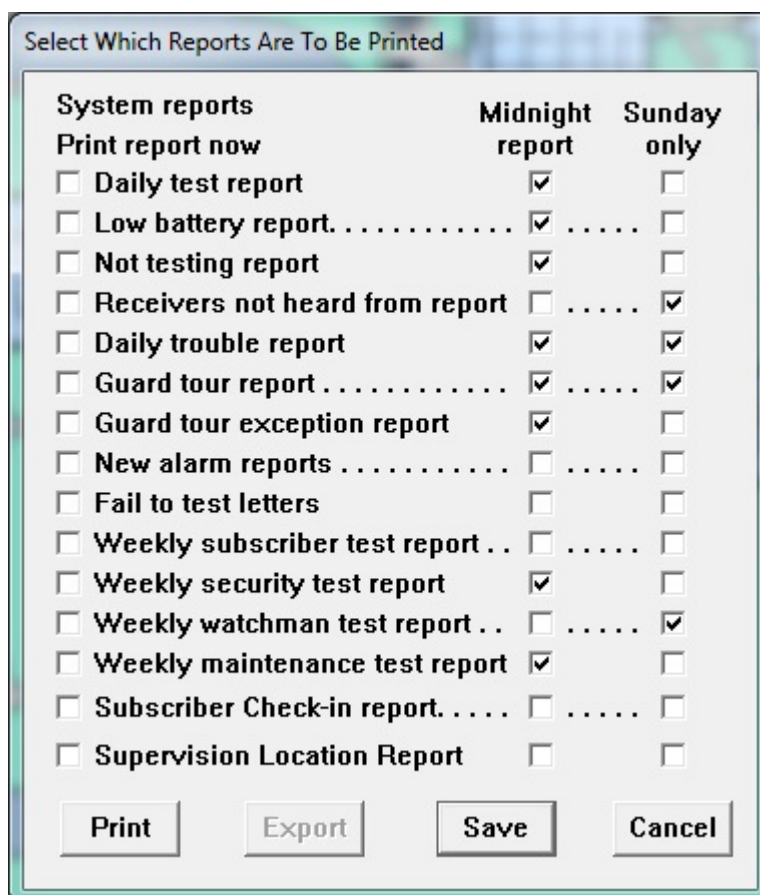 Select Which Reports Are To Be Printed
System reports Midnight Sunday
Print report now report only
Daily test report
Low battery report. . . . . . . . . . . . . . . . .
Not testing report
Receivers not heard from report . . . . .
Daily trouble report
Guard tour report . . . . . . . . . . . . . . . . .
Guard tour exception report
New alarm reports . . . . . . . . . . . . . . . .
Fail to test letters
Weekly subscriber test report . . . . . . .
Weekly security test report
Weekly watchman test report . . . . . . .
Weekly maintenance test report
Subscriber Check-in report. . . . . . . . . .
Supervision Location Report
Print Export Save Cancel